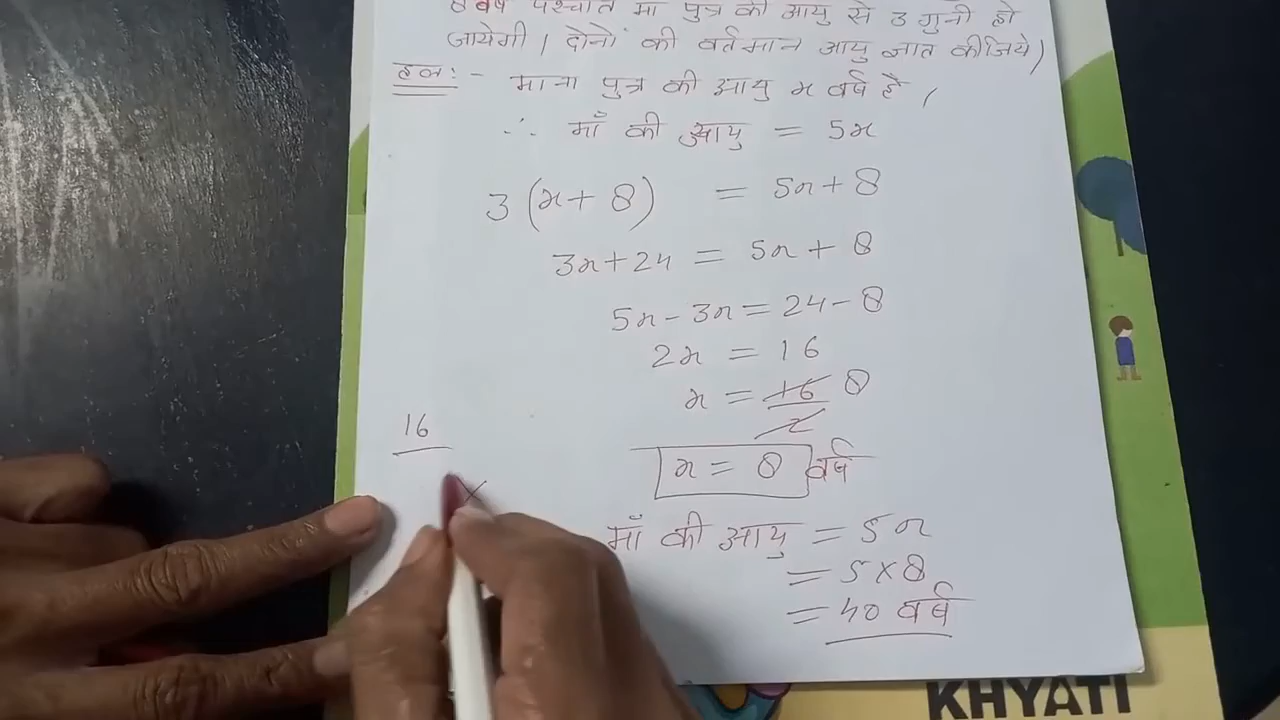 8 वर्ष पश्चात मा पुत्र की आयु से 3 गुनी हो
जायेगी। दोनों की वर्तमान आयु ज्ञात कीजिये)
हल: - माना पुत्र की आयु x वर्ष है,
∴ माँ की आयु = 5x
3(x+8) = 5x+8
3x+24 = 5x+8
5x-3x=24-8
2x = 16
x = 16/2 8
x = 8 वर्ष
माँ की आयु = 5x
= 5×8
= 40 वर्ष
16
×
KHYATI